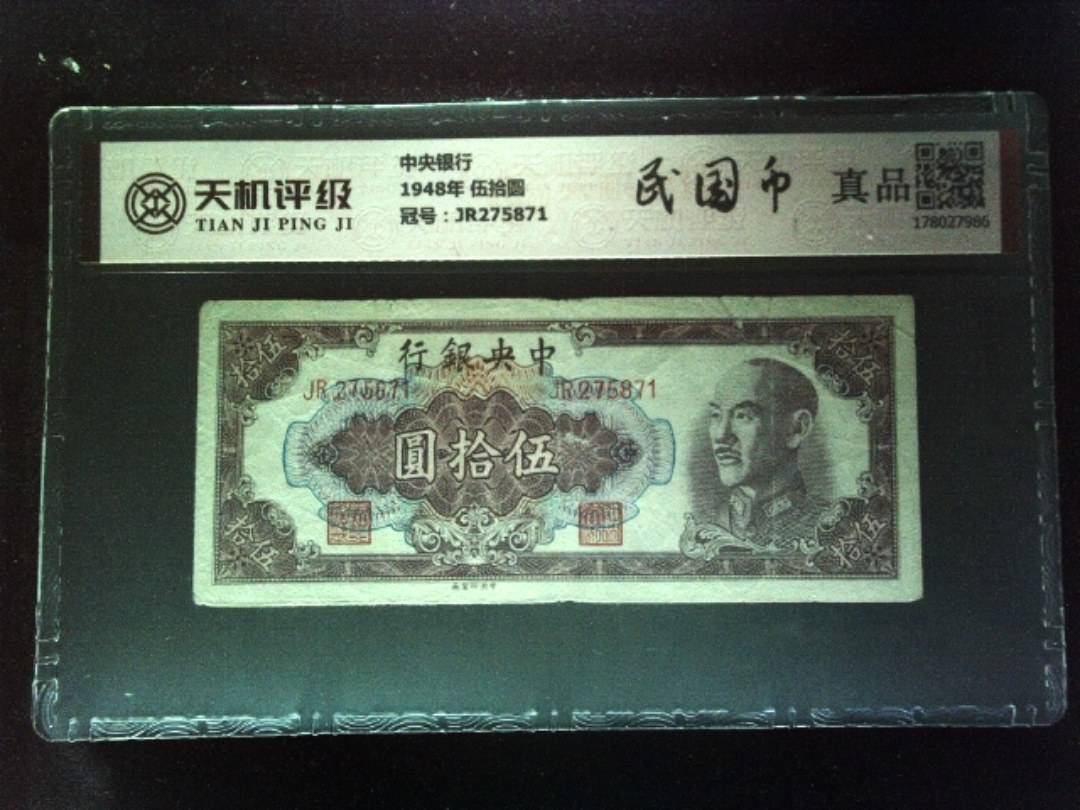 天机评级
TIAN JI PING JI
中央银行
1948年 伍拾圆
冠号：JR275871
民国币
真品
178027986
伍拾
行銀央中
伍拾
JR 275871
JR 275871
圓拾伍
伍拾
伍拾